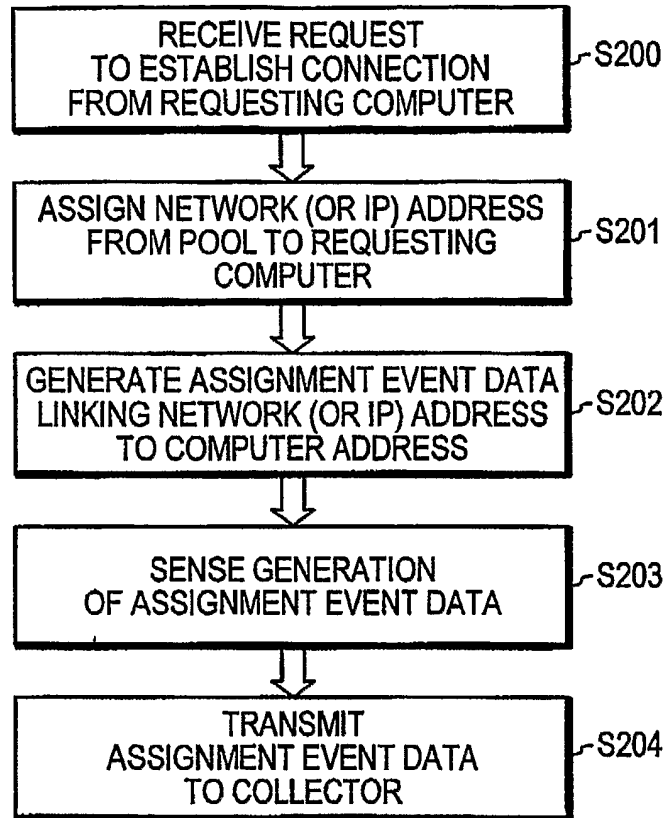 RECEIVE REQUEST
TO ESTABLISH CONNECTION
FROM REQUESTING COMPUTER
S200
ASSIGN NETWORK (OR IP) ADDRESS
FROM POOL TO REQUESTING
COMPUTER
S201
GENERATE ASSIGNMENT EVENT DATA
LINKING NETWORK (OR IP) ADDRESS
TO COMPUTER ADDRESS
S202
SENSE GENERATION
OF ASSIGNMENT EVENT DATA
S203
TRANSMIT
ASSIGNMENT EVENT DATA
TO COLLECTOR
S204